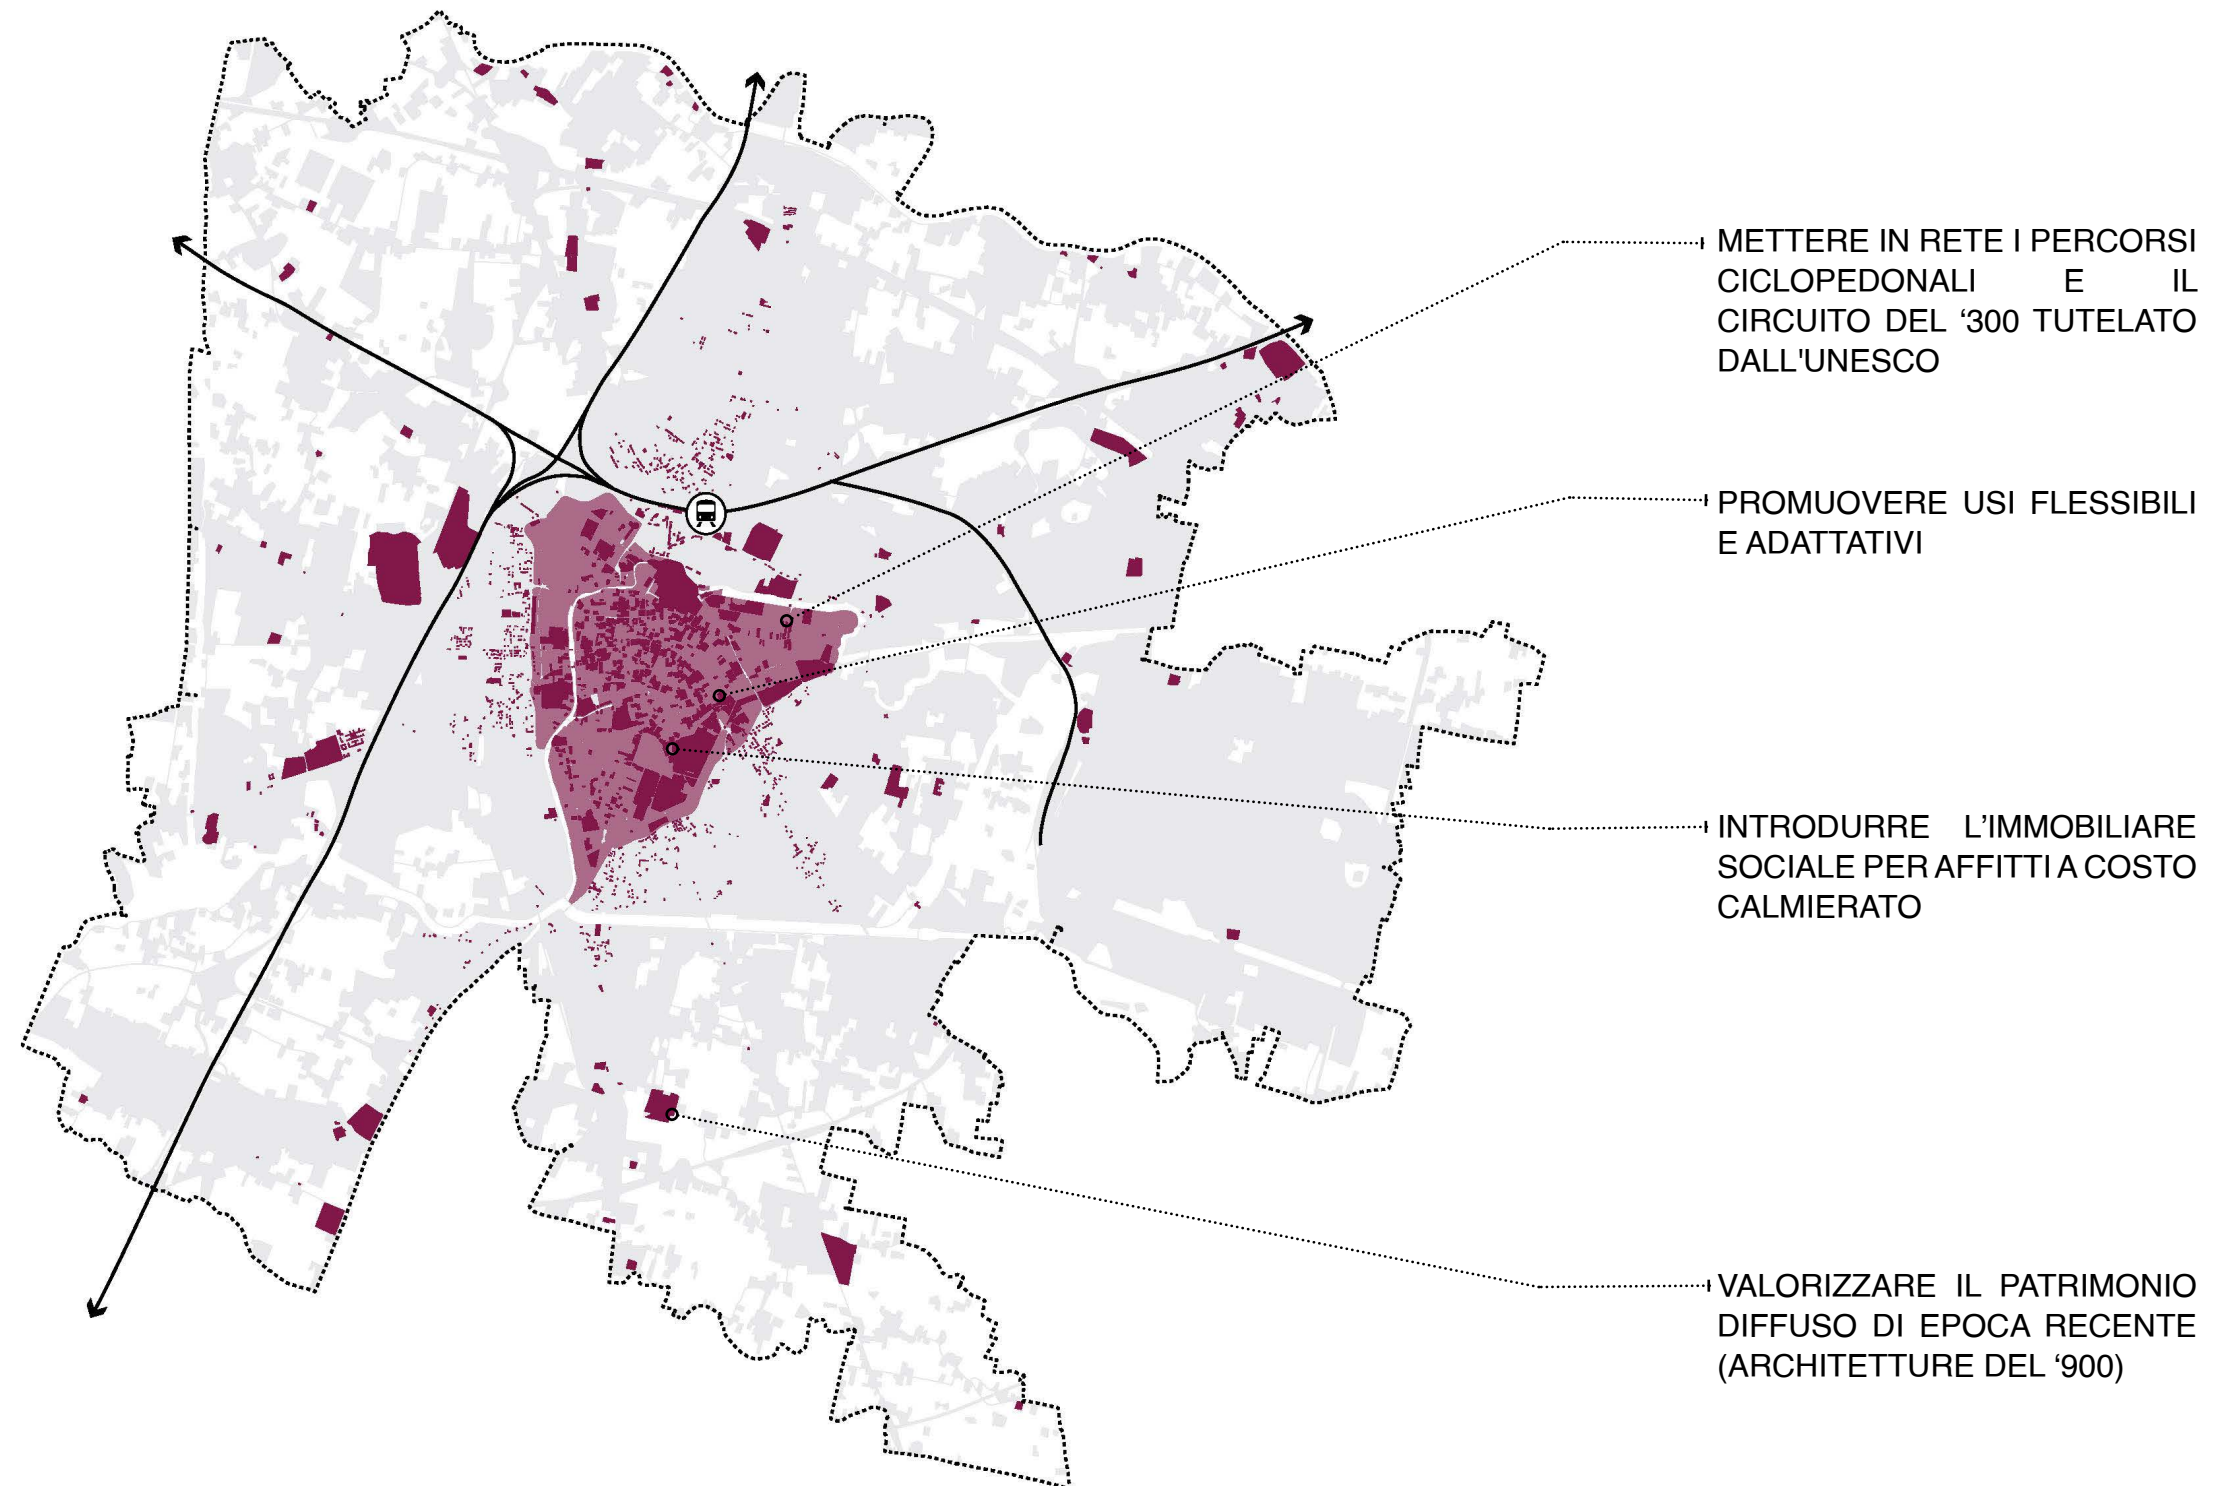 METTERE IN RETE I PERCORSI
CICLOPEDONALI E IL
CIRCUITO DEL ‘300 TUTELATO
DALL'UNESCO
PROMUOVERE USI FLESSIBILI
E ADATTATIVI
INTRODURRE L’IMMOBILIARE
SOCIALE PER AFFITTI A COSTO
CALMIERATO
VALORIZZARE IL PATRIMONIO
DIFFUSO DI EPOCA RECENTE
(ARCHITETTURE DEL ‘900)